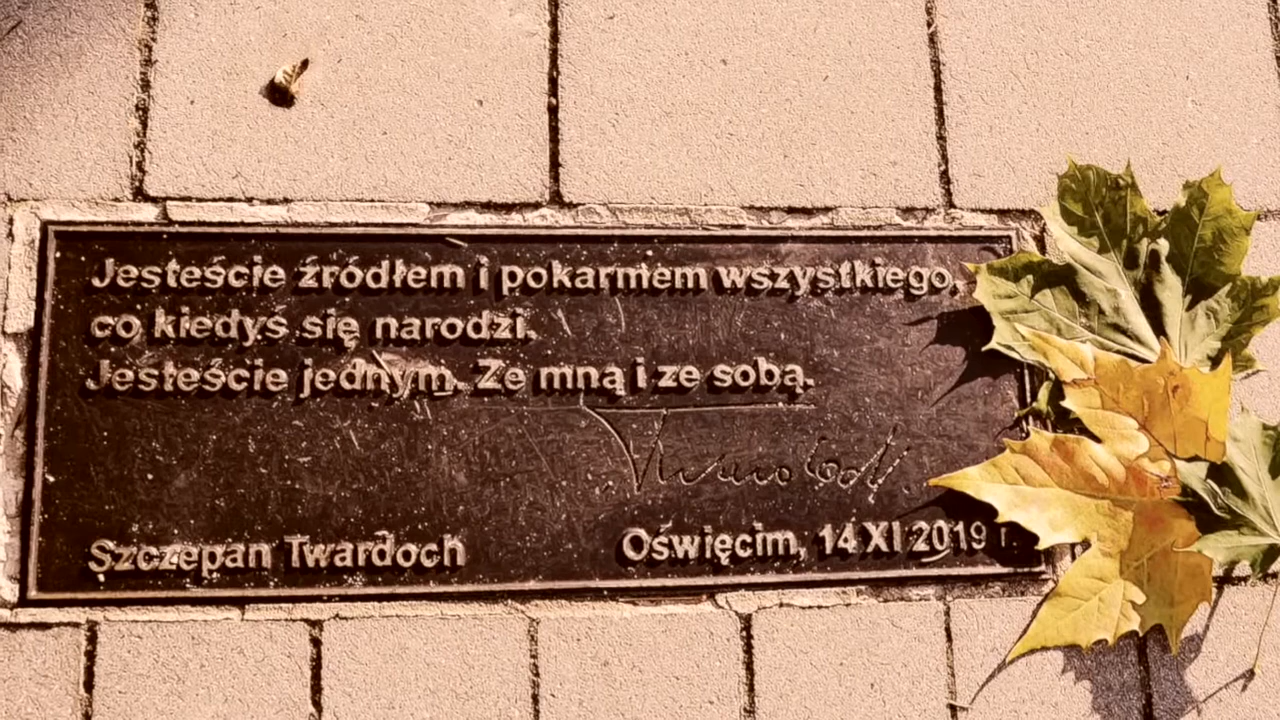 Jesteście źródłem i pokarmem wszystkiego,
co kiedyś się narodzi.
Jesteście jednym. Ze mną i ze sobą.
Szczepan Twardoch
Oświęcim, 14 XI 2019 r.